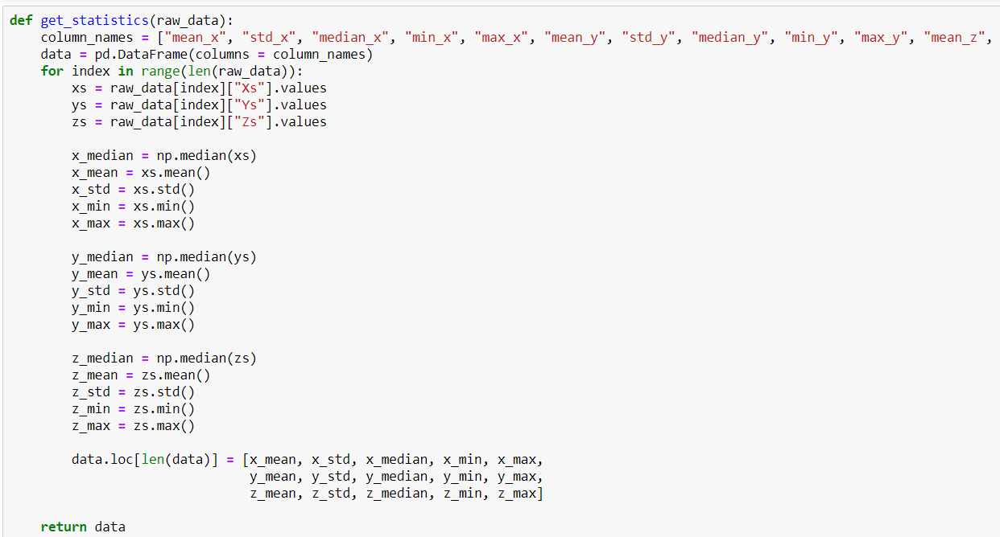 def get_statistics(raw_data):
    column_names = ["mean_x", "std_x", "median_x", "min_x", "max_x", "mean_y", "std_y", "median_y", "min_y", "max_y", "mean_z",
    data = pd.DataFrame(columns = column_names)
    for index in range(len(raw_data)):
        xs = raw_data[index]["Xs"].values
        ys = raw_data[index]["Ys"].values
        zs = raw_data[index]["Zs"].values

        x_median = np.median(xs)
        x_mean = xs.mean()
        x_std = xs.std()
        x_min = xs.min()
        x_max = xs.max()

        y_median = np.median(ys)
        y_mean = ys.mean()
        y_std = ys.std()
        y_min = ys.min()
        y_max = ys.max()

        z_median = np.median(zs)
        z_mean = zs.mean()
        z_std = zs.std()
        z_min = zs.min()
        z_max = zs.max()

        data.loc[len(data)] = [x_mean, x_std, x_median, x_min, x_max,
                               y_mean, y_std, y_median, y_min, y_max,
                               z_mean, z_std, z_median, z_min, z_max]

    return data